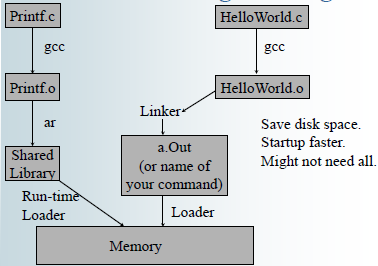 Printf.c
HelloWorld.c
gcc
gcc
Printf.o
HelloWorld.o
ar
Linker
Save disk space.
Startup faster.
Might not need all.
Shared
Library
a.Out
(or name of
your command)
Run-time
Loader
Loader
Memory